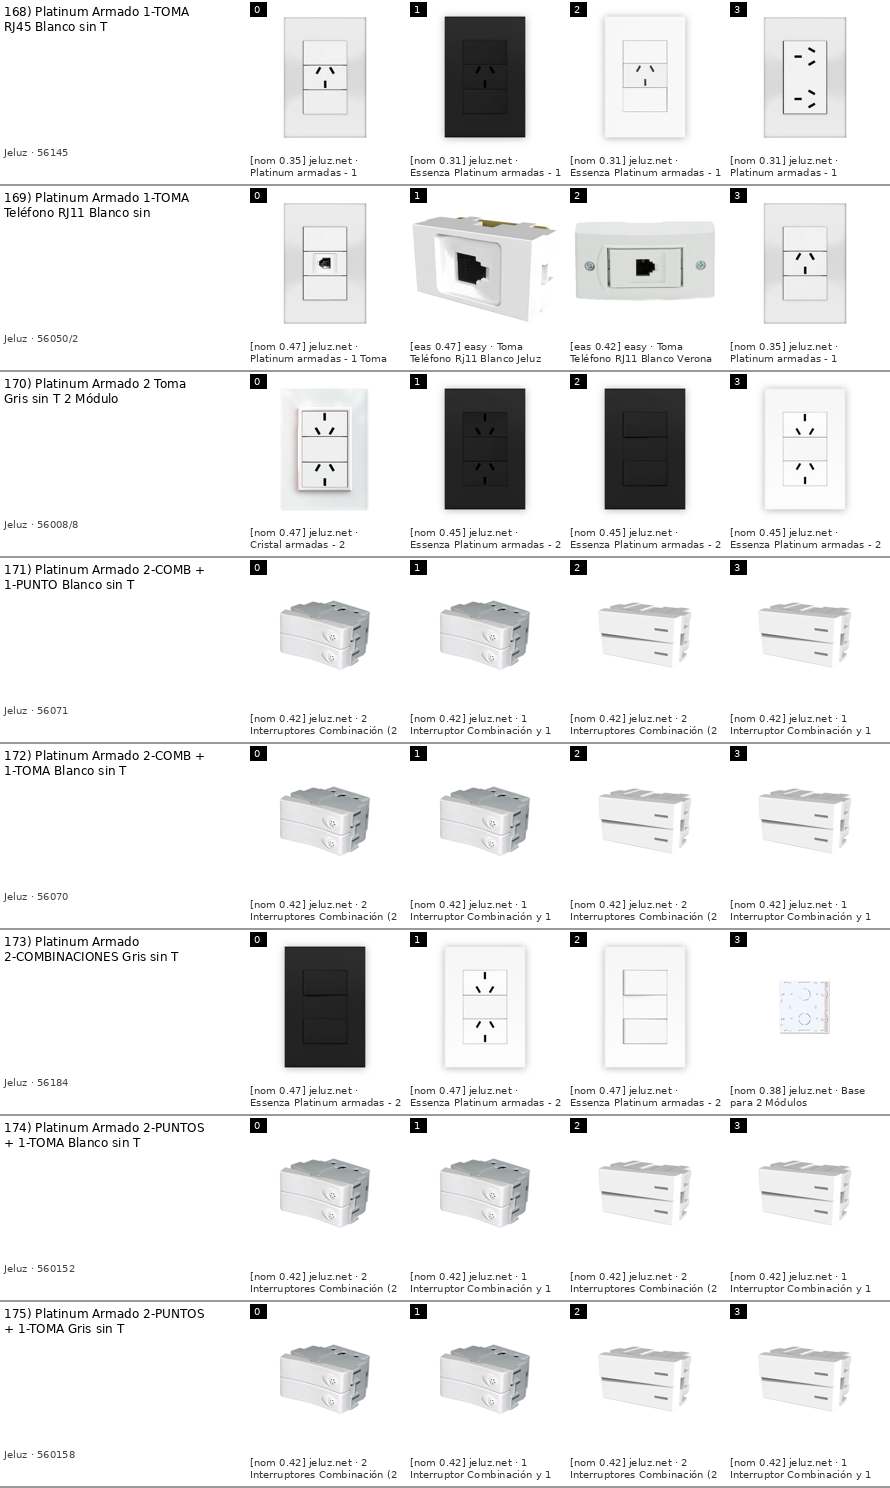 168) Platinum Armado 1-TOMA
RJ45 Blanco sin T
Jeluz · 56145
0
[nom 0.35] jeluz.net ·
Platinum armadas - 1
1
[nom 0.31] jeluz.net ·
Essenza Platinum armadas - 1
2
[nom 0.31] jeluz.net ·
Essenza Platinum armadas - 1
3
[nom 0.31] jeluz.net ·
Platinum armadas - 1
169) Platinum Armado 1-TOMA
Teléfono RJ11 Blanco sin
Jeluz · 56050/2
0
[nom 0.47] jeluz.net ·
Platinum armadas - 1 Toma
1
[eas 0.47] easy · Toma
Teléfono Rj11 Blanco Jeluz
2
[eas 0.42] easy · Toma
Teléfono RJ11 Blanco Verona
3
[nom 0.35] jeluz.net ·
Platinum armadas - 1
170) Platinum Armado 2 Toma
Gris sin T 2 Módulo
Jeluz · 56008/8
0
[nom 0.47] jeluz.net ·
Cristal armadas - 2
1
[nom 0.45] jeluz.net ·
Essenza Platinum armadas - 2
2
[nom 0.45] jeluz.net ·
Essenza Platinum armadas - 2
3
[nom 0.45] jeluz.net ·
Essenza Platinum armadas - 2
171) Platinum Armado 2-COMB +
1-PUNTO Blanco sin T
Jeluz · 56071
0
[nom 0.42] jeluz.net · 2
Interruptores Combinación (2
1
[nom 0.42] jeluz.net · 1
Interruptor Combinación y 1
2
[nom 0.42] jeluz.net · 2
Interruptores Combinación (2
3
[nom 0.42] jeluz.net · 1
Interruptor Combinación y 1
172) Platinum Armado 2-COMB +
1-TOMA Blanco sin T
Jeluz · 56070
0
[nom 0.42] jeluz.net · 2
Interruptores Combinación (2
1
[nom 0.42] jeluz.net · 1
Interruptor Combinación y 1
2
[nom 0.42] jeluz.net · 2
Interruptores Combinación (2
3
[nom 0.42] jeluz.net · 1
Interruptor Combinación y 1
173) Platinum Armado
2-COMBINACIONES Gris sin T
Jeluz · 56184
0
[nom 0.47] jeluz.net ·
Essenza Platinum armadas - 2
1
[nom 0.47] jeluz.net ·
Essenza Platinum armadas - 2
2
[nom 0.47] jeluz.net ·
Essenza Platinum armadas - 2
3
[nom 0.38] jeluz.net · Base
para 2 Módulos
174) Platinum Armado 2-PUNTOS
+ 1-TOMA Blanco sin T
Jeluz · 560152
0
[nom 0.42] jeluz.net · 2
Interruptores Combinación (2
1
[nom 0.42] jeluz.net · 1
Interruptor Combinación y 1
2
[nom 0.42] jeluz.net · 2
Interruptores Combinación (2
3
[nom 0.42] jeluz.net · 1
Interruptor Combinación y 1
175) Platinum Armado 2-PUNTOS
+ 1-TOMA Gris sin T
Jeluz · 560158
0
[nom 0.42] jeluz.net · 2
Interruptores Combinación (2
1
[nom 0.42] jeluz.net · 1
Interruptor Combinación y 1
2
[nom 0.42] jeluz.net · 2
Interruptores Combinación (2
3
[nom 0.42] jeluz.net · 1
Interruptor Combinación y 1